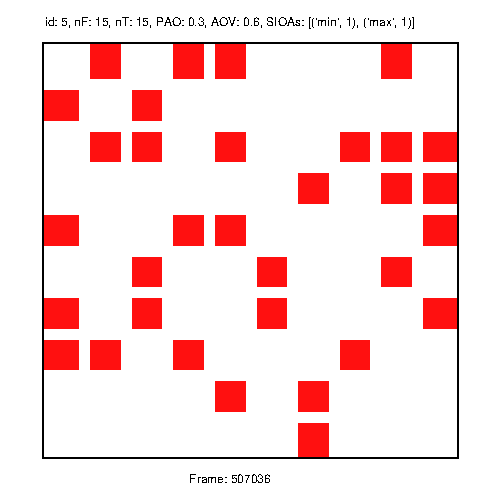 id: 5, nF: 15, nT: 15, PAO: 0.3, AOV: 0.6, SIOAs: [('min', 1), ('max', 1)]
Frame: 507036